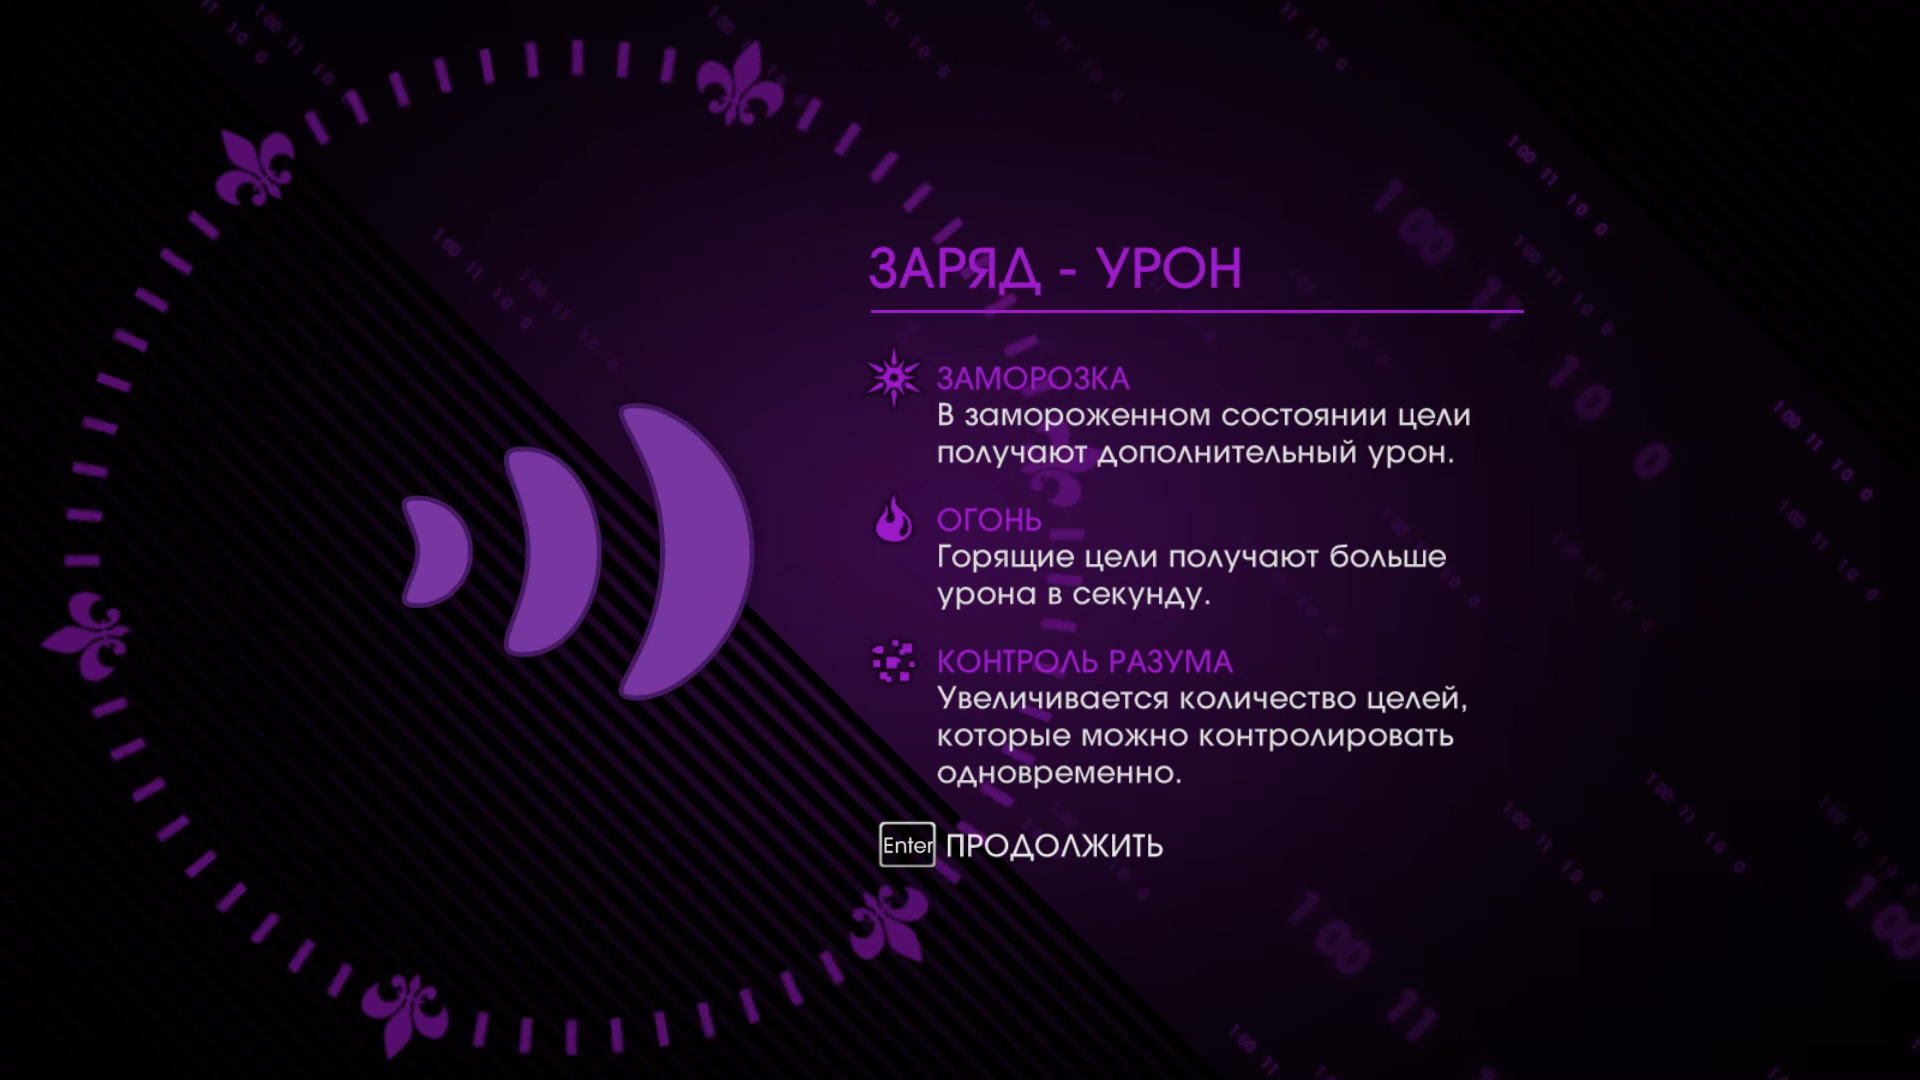 ЗАРЯД - УРОН
ЗАМОРОЗКА
В замороженном состоянии цели
получают дополнительный урон.
ОГОНЬ
Горящие цели получают больше
урона в секунду.
КОНТРОЛЬ РАЗУМА
Увеличивается количество целей,
которые можно контролировать
одновременно.
Enter ПРОДОЛЖИТЬ